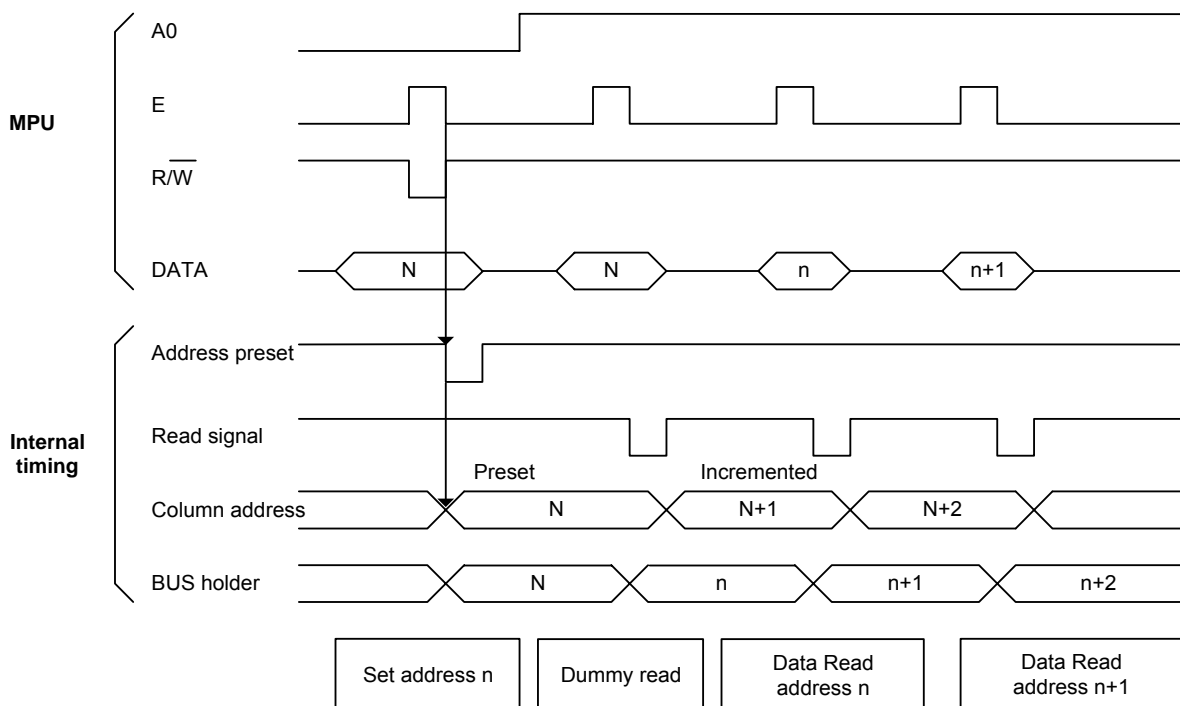 A0
E
MPU
R/W
DATA
N
N
n
n+1
Address preset
Read signal
Internal
timing
Preset
Incremented
Column address
N
N+1
N+2
BUS holder
N
n
n+1
n+2
Set address n
Dummy read
Data Read
address n
Data Read
address n+1